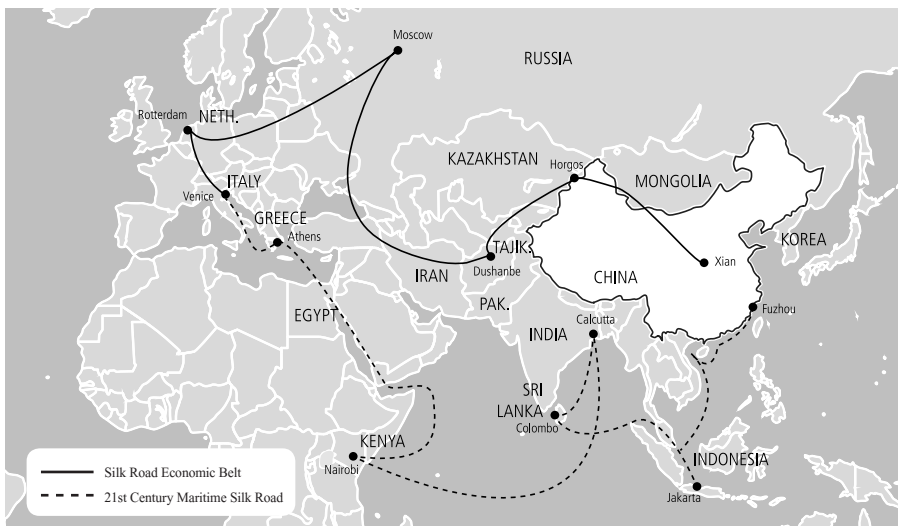 Moscow
RUSSIA
Rotterdam
NETH.
KAZAKHSTAN
Horgos
MONGOLIA
ITALY
Venice
GREECE
Athens
TAJIK.
KOREA
Xian
Dushanbe
IRAN
CHINA
PAK.
EGYPT
Fuzhou
Calcutta
INDIA
SRI
LANKA
Colombo
KENYA
Nairobi
INDONESIA
Jakarta
Silk Road Economic Belt
21st Century Maritime Silk Road